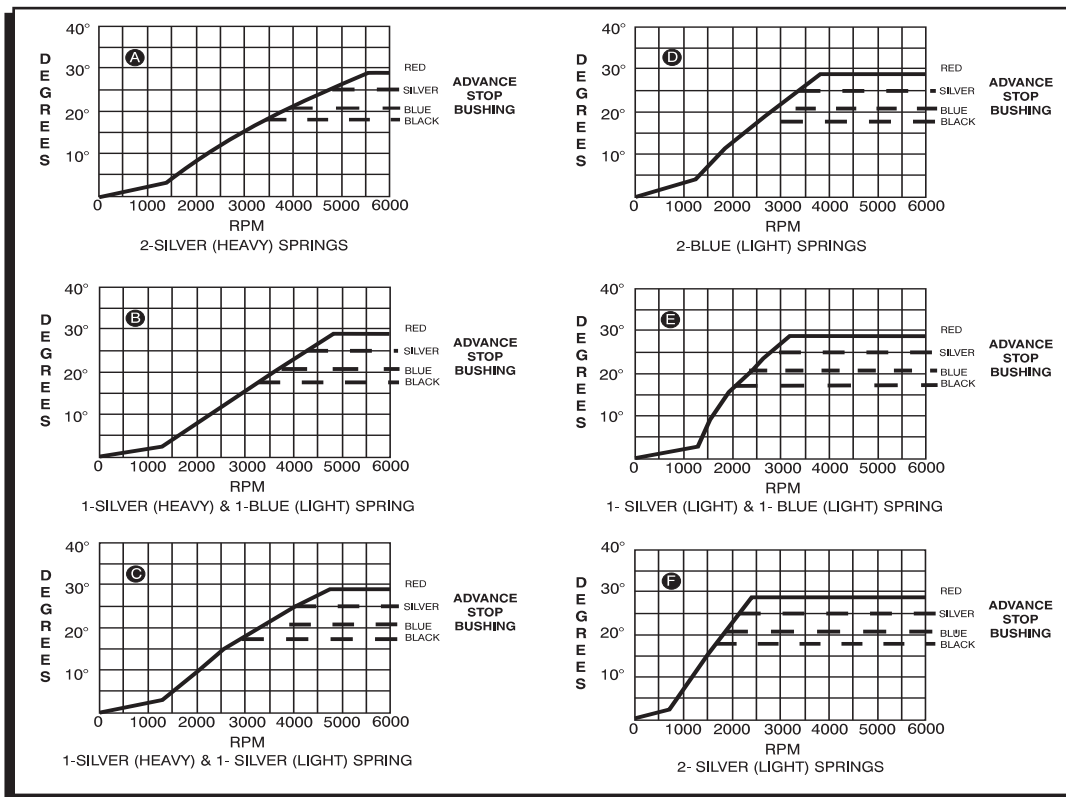 A
DEGREES
40°
30°
20°
10°
0 1000 2000 3000 4000 5000 6000
RPM
2-SILVER (HEAVY) SPRINGS
RED
SILVER
BLUE
BLACK
ADVANCE
STOP
BUSHING
D
DEGREES
40°
30°
20°
10°
0 1000 2000 3000 4000 5000 6000
RPM
2-BLUE (LIGHT) SPRINGS
RED
SILVER
BLUE
BLACK
ADVANCE
STOP
BUSHING
B
DEGREES
40°
30°
20°
10°
0 1000 2000 3000 4000 5000 6000
RPM
1-SILVER (HEAVY) & 1-BLUE (LIGHT) SPRING
RED
SILVER
BLUE
BLACK
ADVANCE
STOP
BUSHING
E
DEGREES
40°
30°
20°
10°
0 1000 2000 3000 4000 5000 6000
RPM
1- SILVER (LIGHT) & 1- BLUE (LIGHT) SPRING
RED
SILVER
BLUE
BLACK
ADVANCE
STOP
BUSHING
C
DEGREES
40°
30°
20°
10°
0 1000 2000 3000 4000 5000 6000
RPM
1-SILVER (HEAVY) & 1- SILVER (LIGHT) SPRING
RED
SILVER
BLUE
BLACK
ADVANCE
STOP
BUSHING
F
DEGREES
40°
30°
20°
10°
0 1000 2000 3000 4000 5000 6000
RPM
2- SILVER (LIGHT) SPRINGS
RED
SILVER
BLUE
BLACK
ADVANCE
STOP
BUSHING